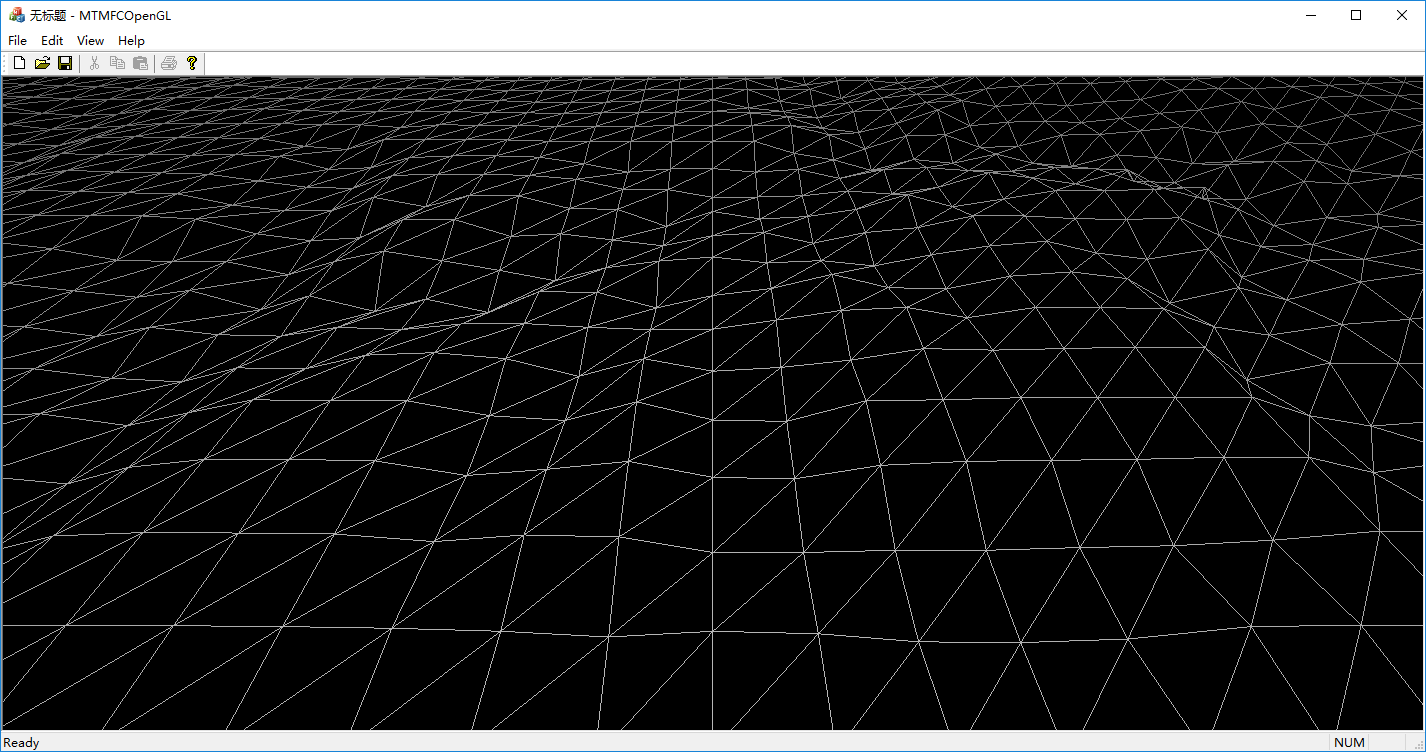 无标题 - MTMFCOpenGL
File Edit View Help
Ready NUM